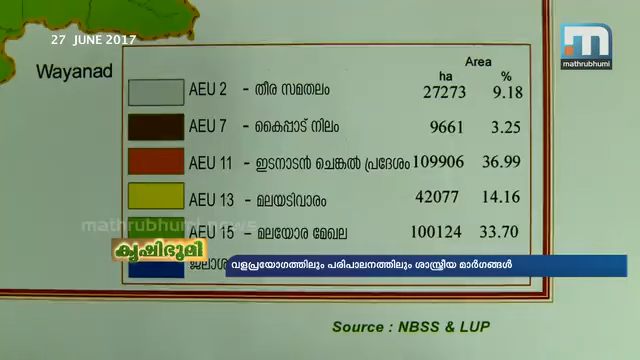 27 JUNE 2017
mathrubhumi
Wayanad
Area
ha %
AEU 2 - തീര സമതലം 27273 9.18
AEU 7 - കൈപ്പാട് നിലം 9661 3.25
AEU 11 - ഇടനാടൻ ചെങ്കൽ പ്രദേശം 109906 36.99
AEU 13 - മലയടിവാരം 42077 14.16
mathrubhumi news
AEU 15 - മലയോര മേഖല 100124 33.70
കൃഷിഭൂമി
വളപ്രയോഗത്തിലും പരിപാലനത്തിലും ശാസ്ത്രീയ മാർഗങ്ങൾ
Source : NBSS & LUP